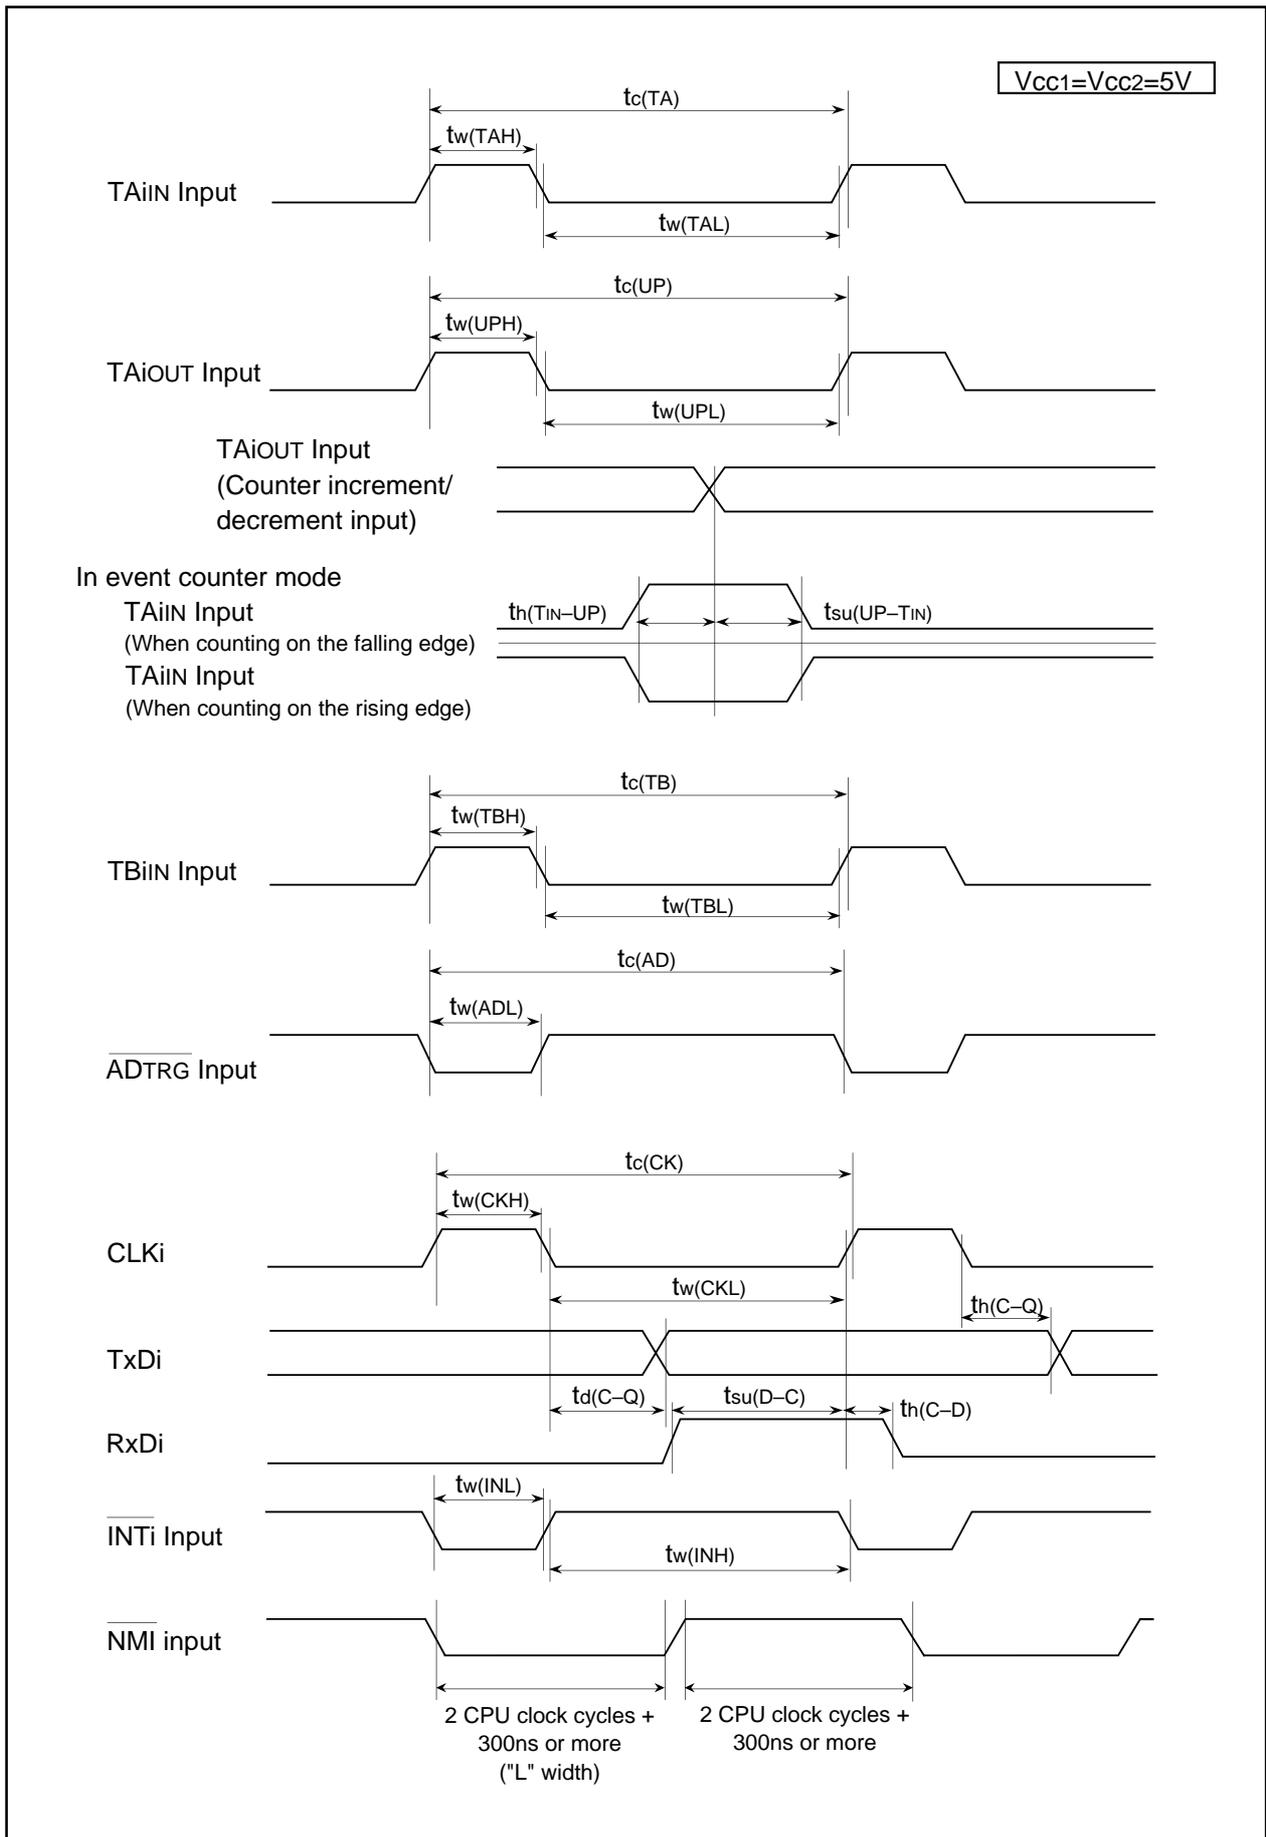 Vcc1=Vcc2=5V
tc(TA)
tw(TAH)
TAiIN Input
tw(TAL)
tc(UP)
tw(UPH)
TAiOUT Input
tw(UPL)
TAiOUT Input
(Counter increment/
decrement input)
In event counter mode
TAiIN Input
th(TIN–UP)
tsu(UP–TIN)
(When counting on the falling edge)
TAiIN Input
(When counting on the rising edge)
tc(TB)
tw(TBH)
TBiIN Input
tw(TBL)
tc(AD)
tw(ADL)
ADTRG Input
tc(CK)
tw(CKH)
CLKi
tw(CKL)
th(C–Q)
TxDi
td(C–Q)
tsu(D–C)
th(C–D)
RxDi
tw(INL)
INTi Input
tw(INH)
NMI input
2 CPU clock cycles +
300ns or more
("L" width)
2 CPU clock cycles +
300ns or more